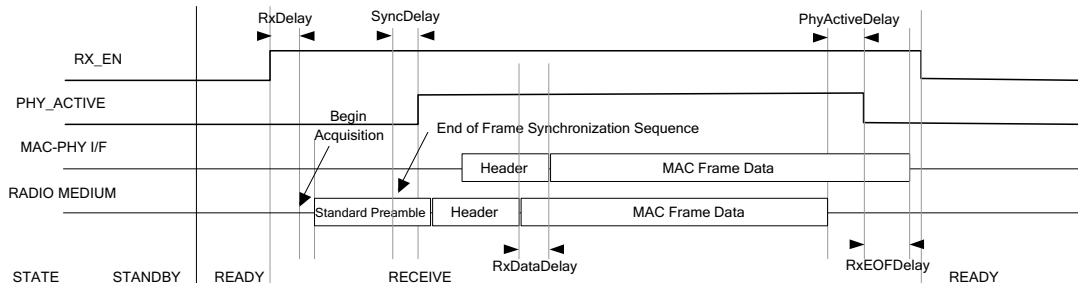 RxDelay
SyncDelay
PhyActiveDelay
RX_EN
PHY_ACTIVE
Begin
Acquisition
End of Frame Synchronization Sequence
MAC-PHY I/F
Header
MAC Frame Data
RADIO MEDIUM
Standard Preamble
Header
MAC Frame Data
RxDataDelay
RxEOFDelay
STATE
STANDBY
READY
RECEIVE
READY